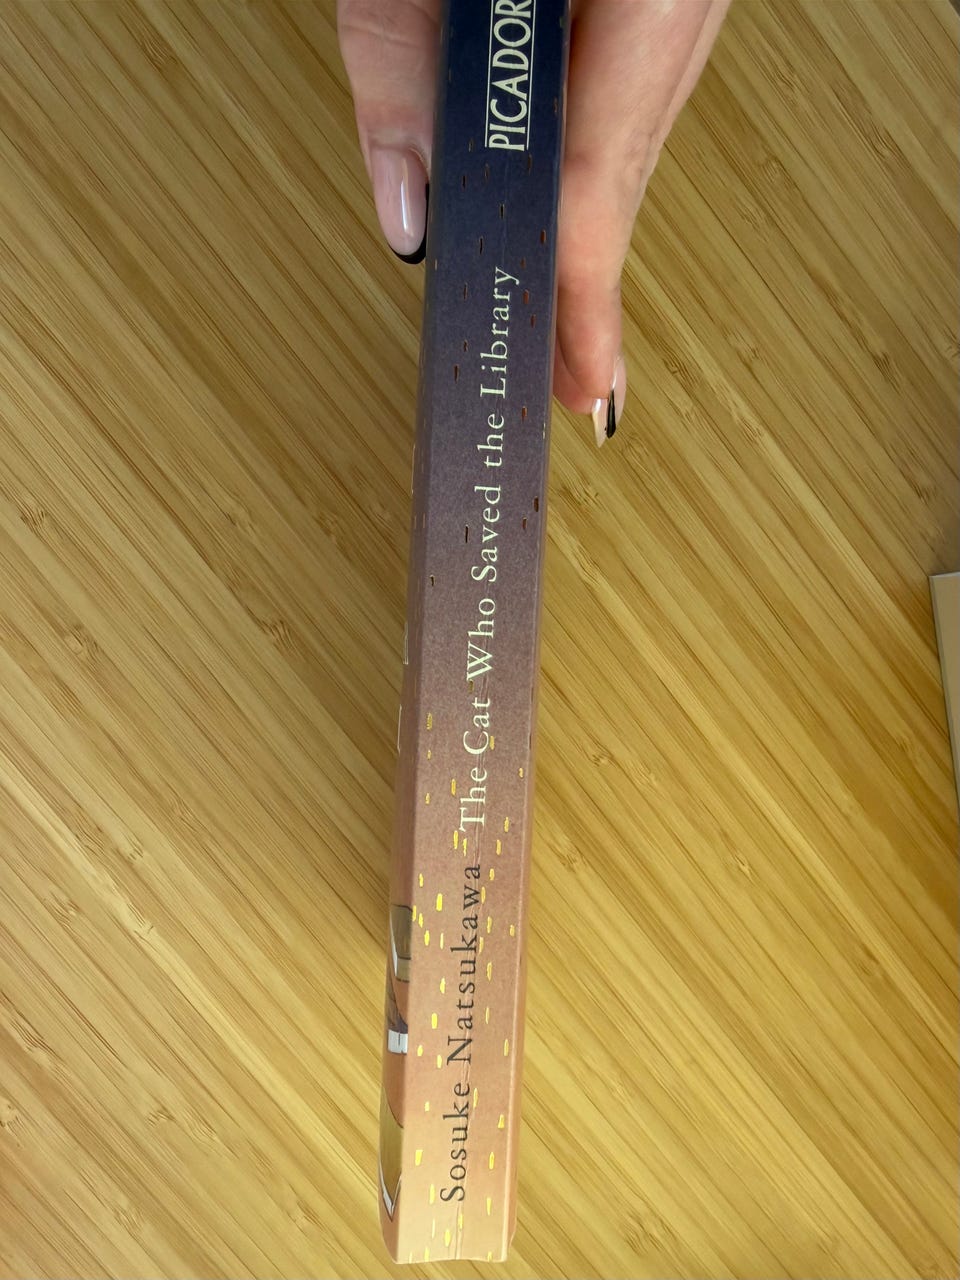 Sosuke Natsukawa The Cat Who Saved the Library
PICADOR